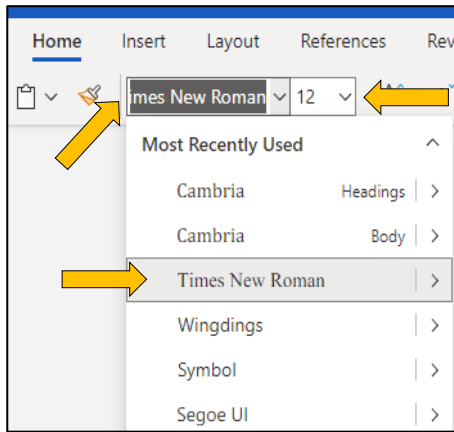 Home Insert Layout References Rev
imes New Roman 12
Most Recently Used
Cambria Headings
Cambria Body
Times New Roman
Wingdings
Symbol
Segoe UI